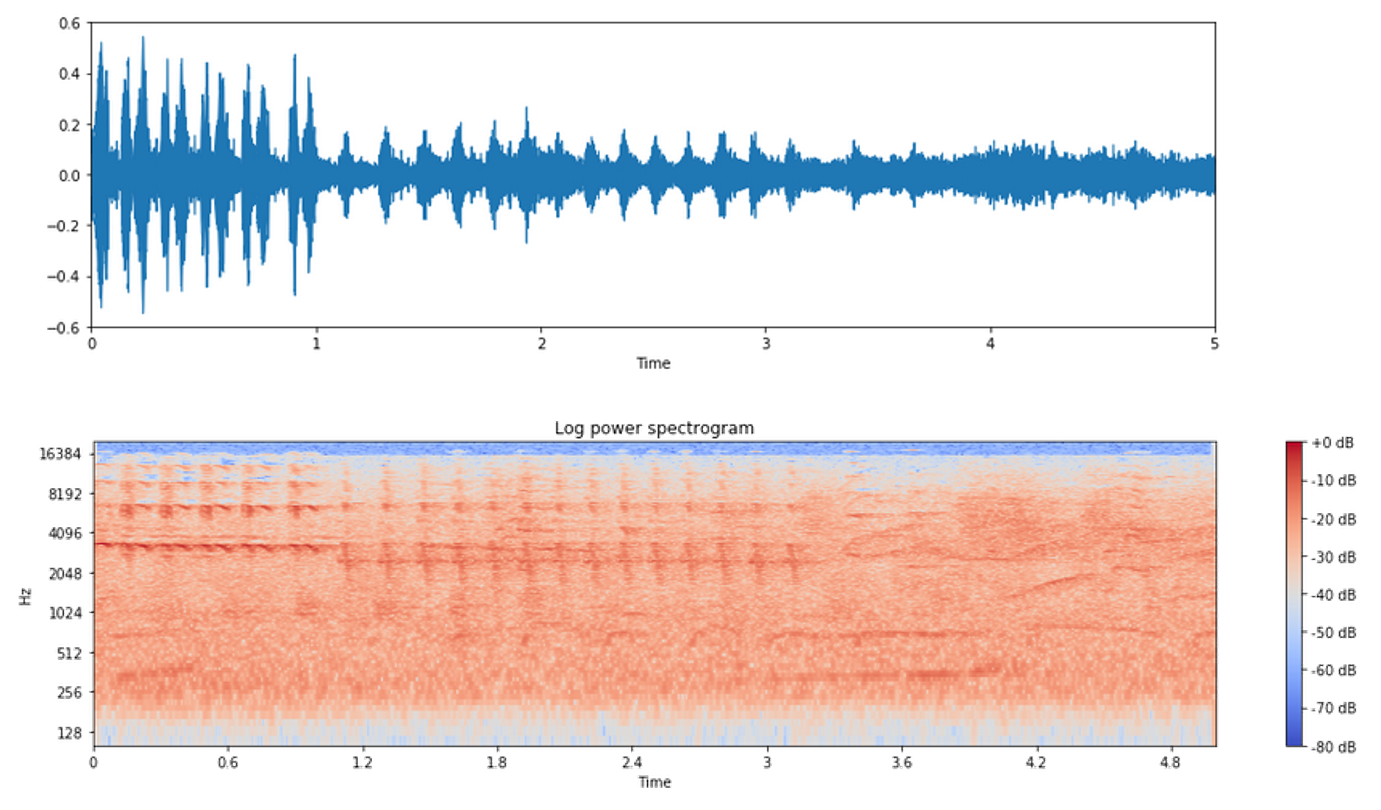 0.6
0.4
0.2
0.0
−0.2
−0.4
−0.6
0 1 2 3 4 5
Time
Log power spectrogram
16384
8192
4096
2048
1024
512
256
128
Hz
0 0.6 1.2 1.8 2.4 3 3.6 4.2 4.8
Time
+0 dB
-10 dB
-20 dB
-30 dB
-40 dB
-50 dB
-60 dB
-70 dB
-80 dB